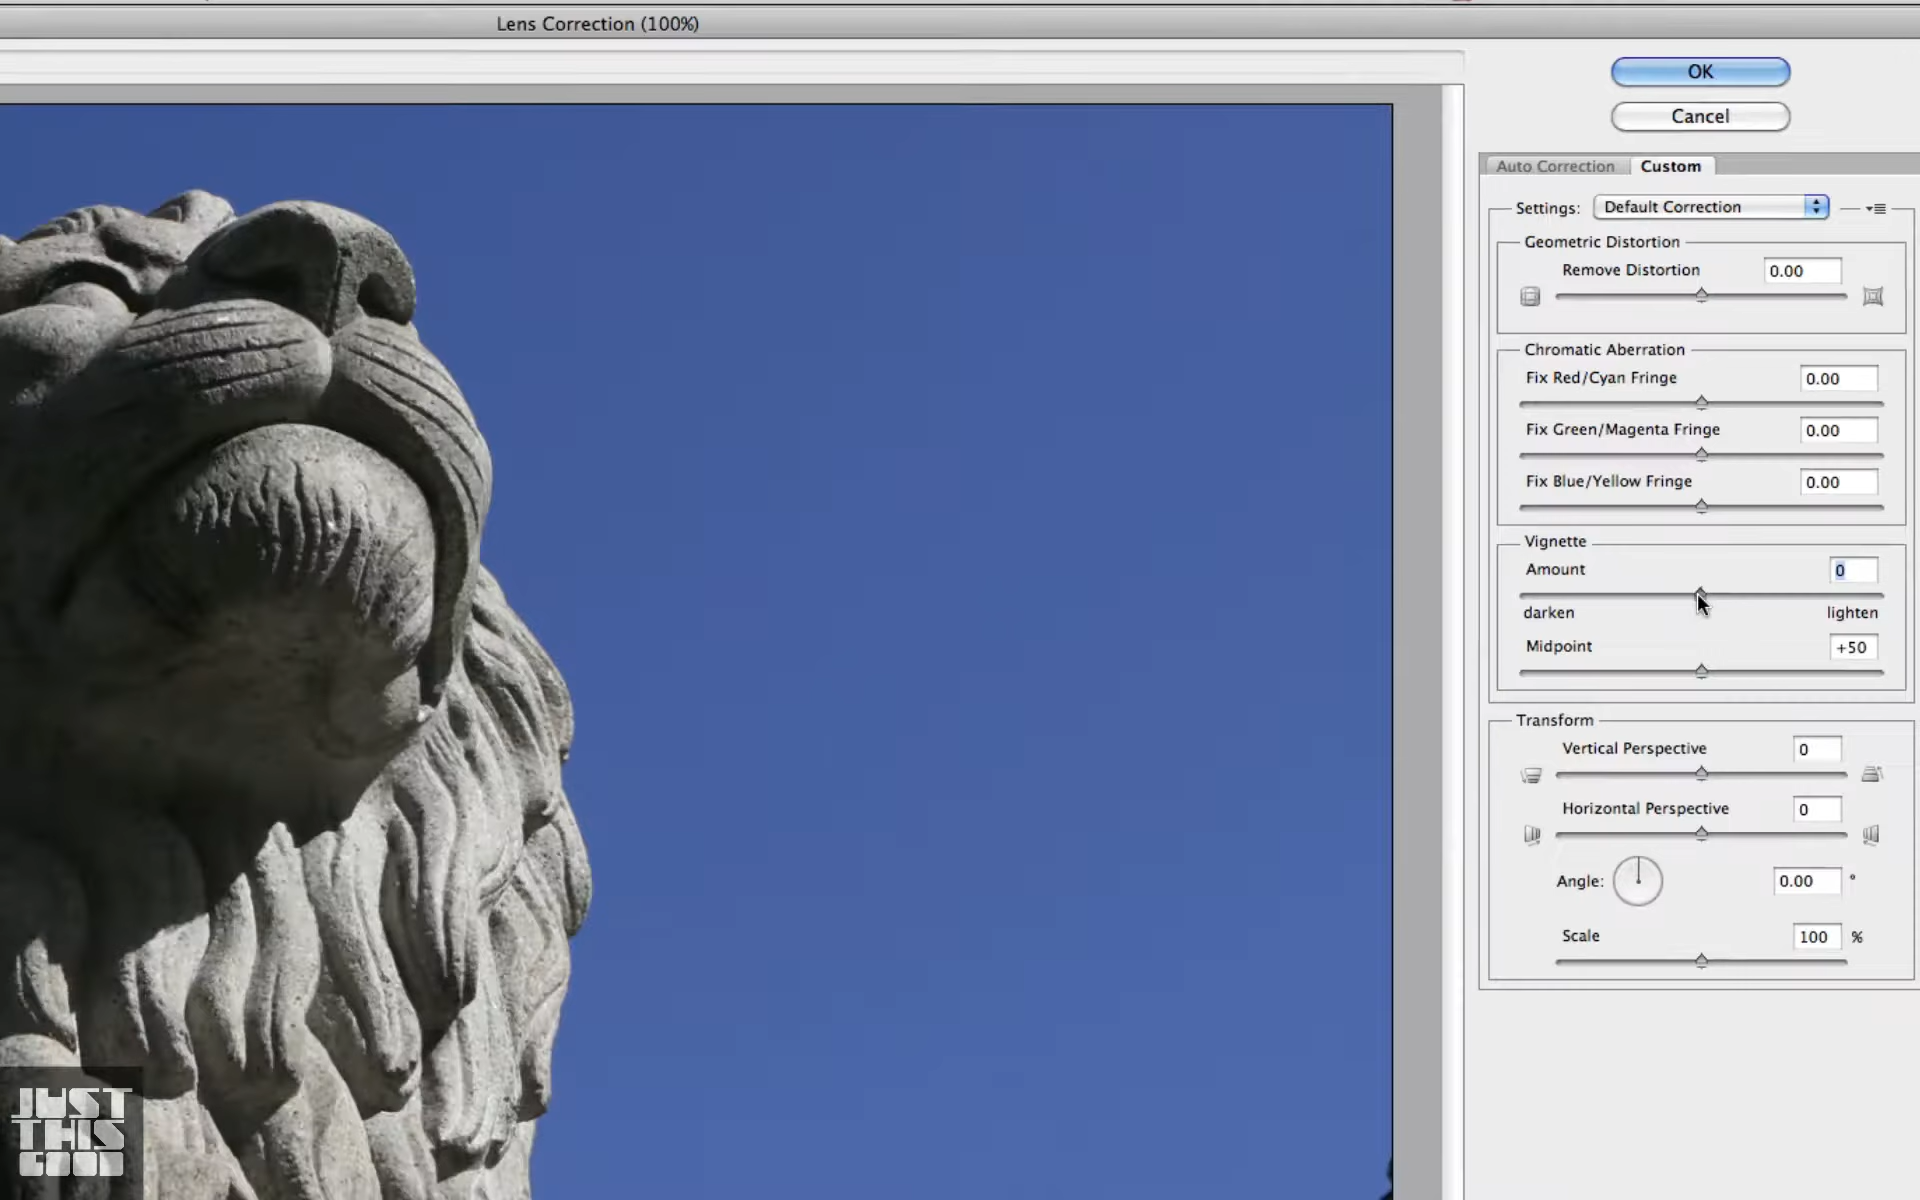 Lens Correction (100%)
OK
Cancel
Auto Correction Custom
Settings: Default Correction
Geometric Distortion
Remove Distortion 0.00
Chromatic Aberration
Fix Red/Cyan Fringe 0.00
Fix Green/Magenta Fringe 0.00
Fix Blue/Yellow Fringe 0.00
Vignette
Amount 0
darken lighten
Midpoint +50
Transform
Vertical Perspective 0
Horizontal Perspective 0
Angle: 0.00 °
Scale 100 %
JUST
THIS
GOOD